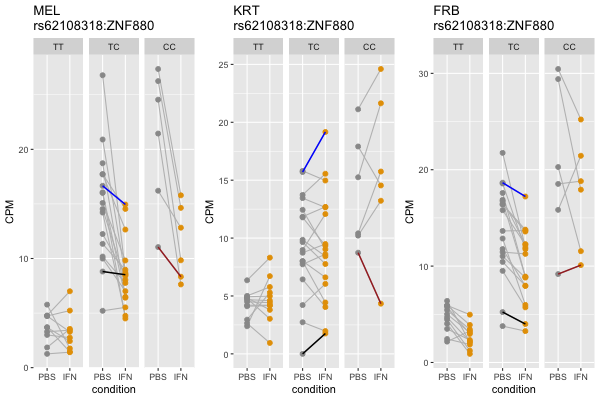 MEL
rs62108318:ZNF880
TT
TC
CC
CPM
20
10
0
PBS IFN
PBS IFN
PBS IFN
condition
KRT
rs62108318:ZNF880
TT
TC
CC
CPM
25
20
15
10
5
0
PBS IFN
PBS IFN
PBS IFN
condition
FRB
rs62108318:ZNF880
TT
TC
CC
CPM
30
20
10
0
PBS IFN
PBS IFN
PBS IFN
condition